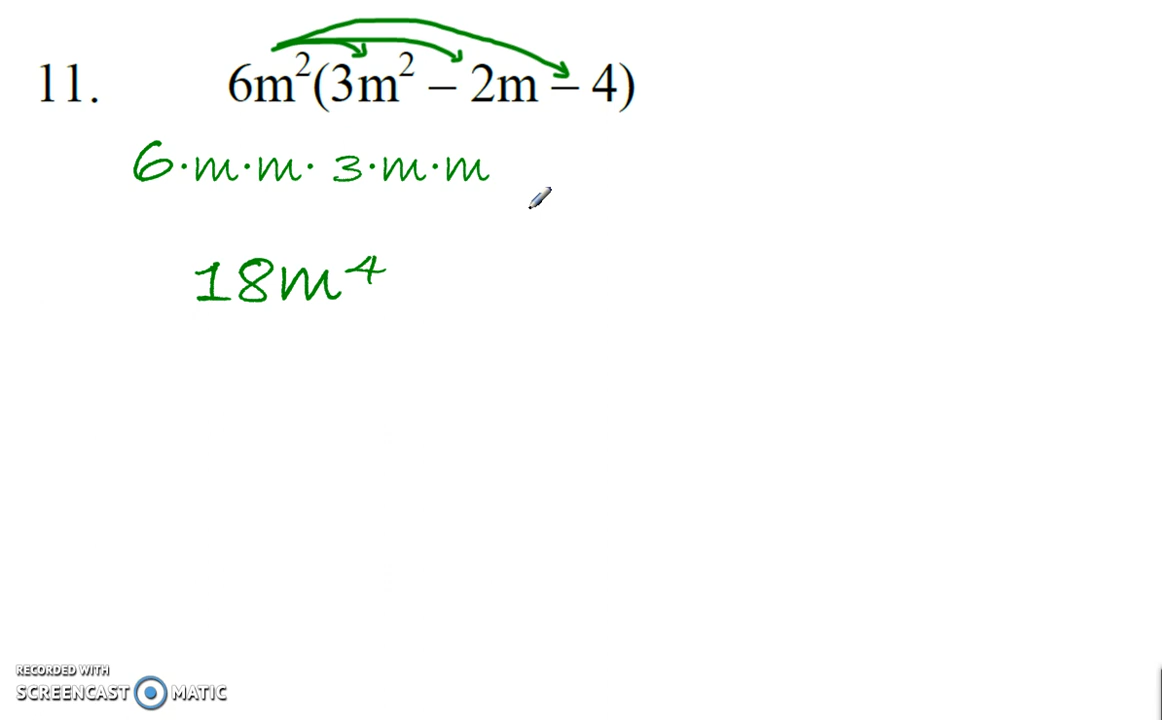 11. 6m²(3m² – 2m – 4)
6·m·m· 3·m·m
18m⁴
RECORDED WITH
SCREENCAST MATIC